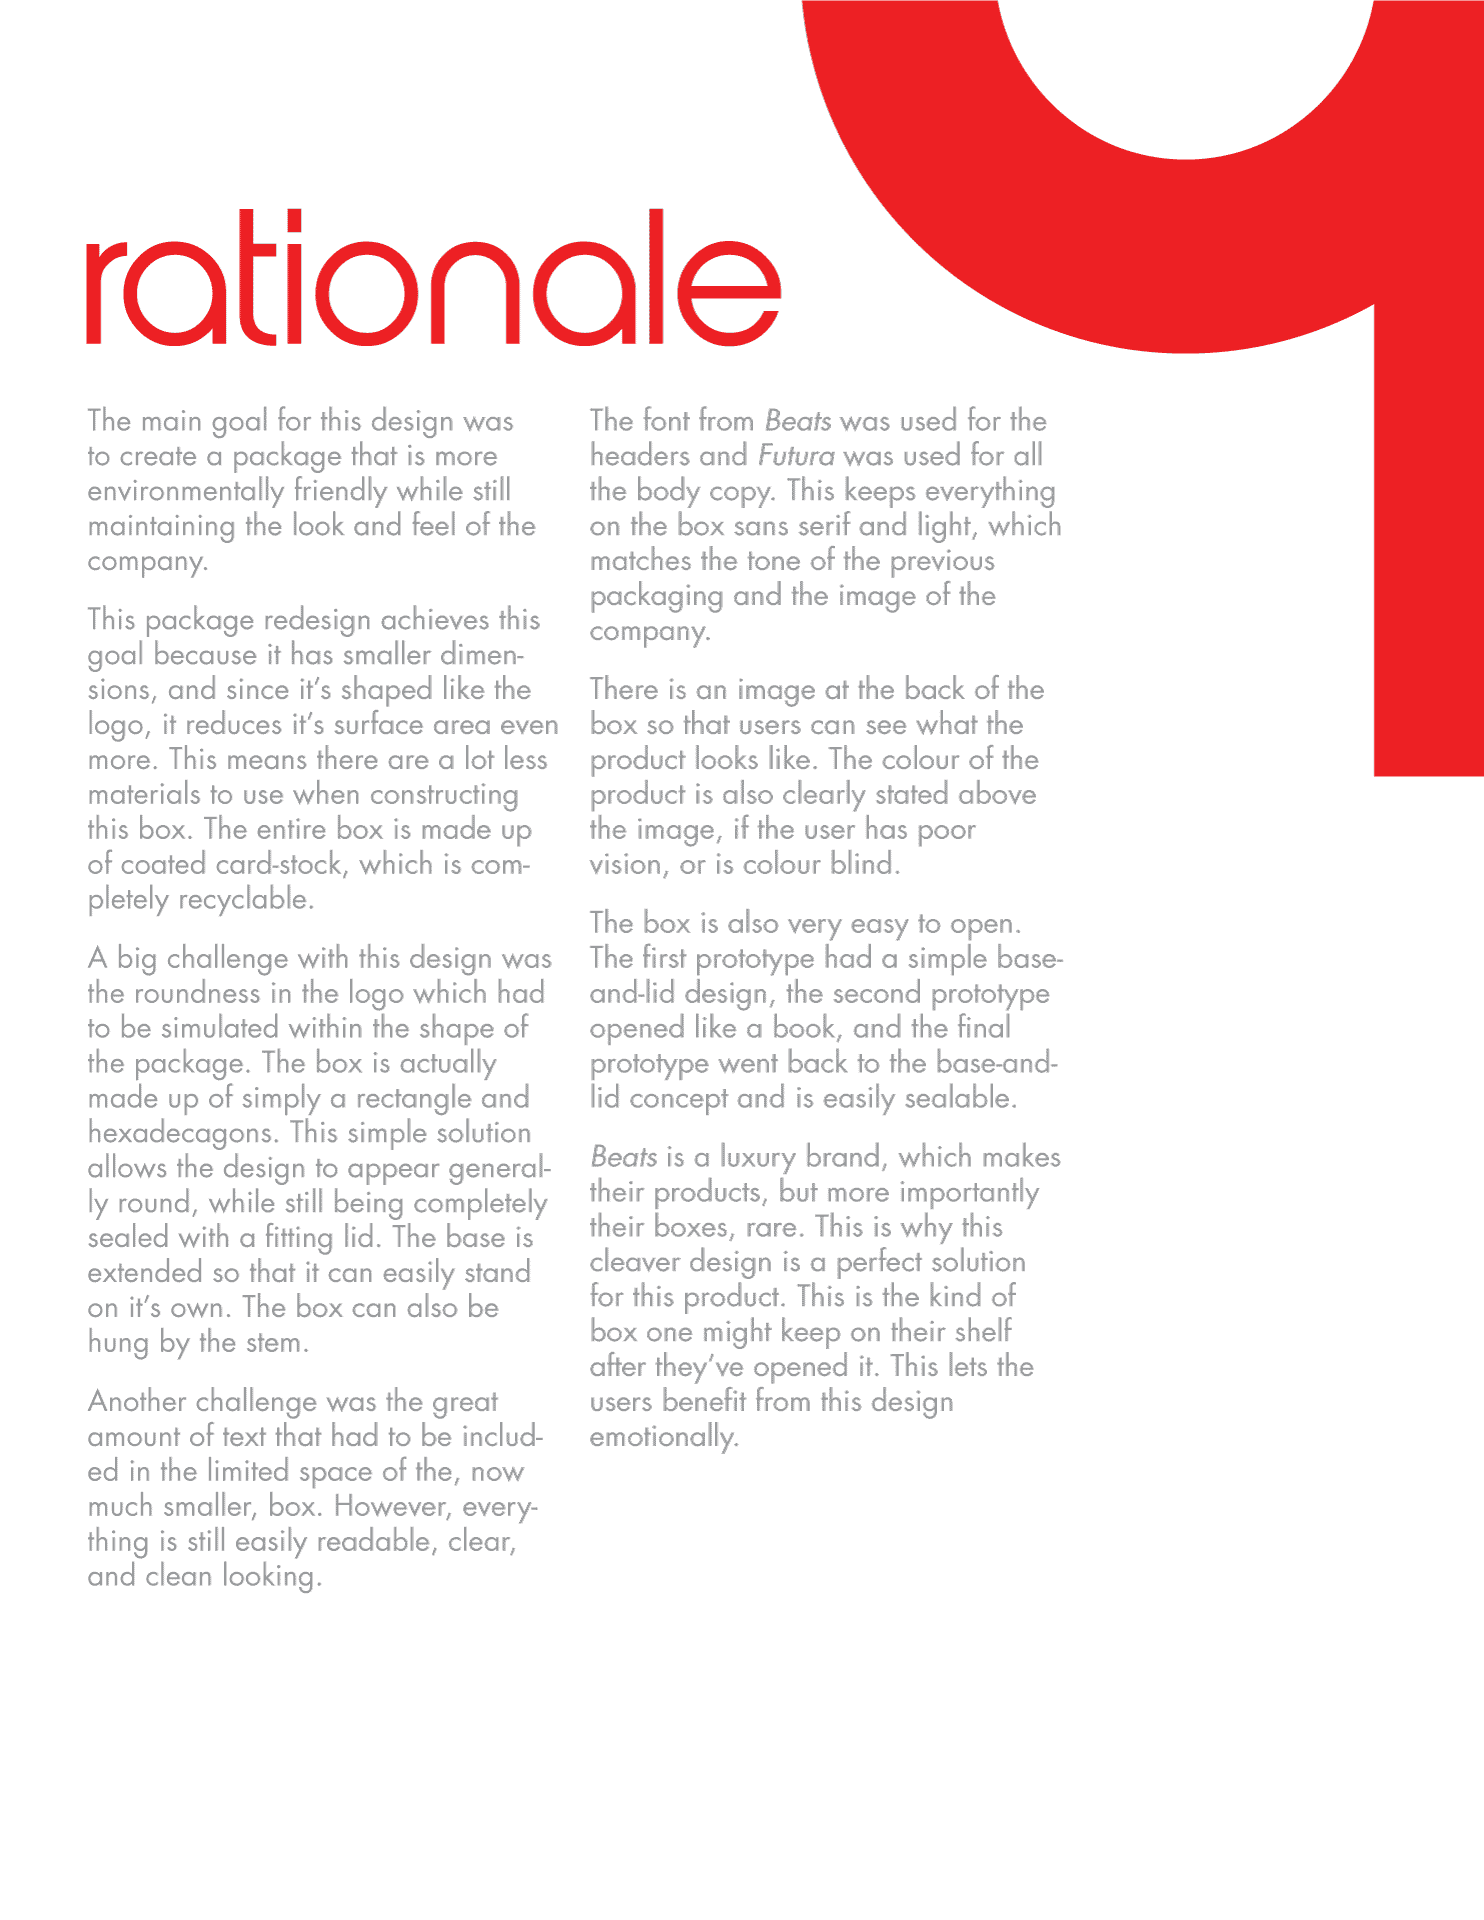 rationale
The main goal for this design was
to create a package that is more
environmentally friendly while still
maintaining the look and feel of the
company.
This package redesign achieves this
goal because it has smaller dimen-
sions, and since it's shaped like the
logo, it reduces it's surface area even
more. This means there are a lot less
materials to use when constructing
this box. The entire box is made up
of coated card-stock, which is com-
pletely recyclable.
A big challenge with this design was
the roundness in the logo which had
to be simulated within the shape of
the package. The box is actually
made up of simply a rectangle and
hexadecagons. This simple solution
allows the design to appear general-
ly round, while still being completely
sealed with a fitting lid. The base is
extended so that it can easily stand
on it's own. The box can also be
hung by the stem.
Another challenge was the great
amount of text that had to be includ-
ed in the limited space of the, now
much smaller, box. However, every-
thing is still easily readable, clear,
and clean looking.
The font from Beats was used for the
headers and Futura was used for all
the body copy. This keeps everything
on the box sans serif and light, which
matches the tone of the previous
packaging and the image of the
company.
There is an image at the back of the
box so that users can see what the
product looks like. The colour of the
product is also clearly stated above
the image, if the user has poor
vision, or is colour blind.
The box is also very easy to open.
The first prototype had a simple base-
and-lid design, the second prototype
opened like a book, and the final
prototype went back to the base-and-
lid concept and is easily sealable.
Beats is a luxury brand, which makes
their products, but more importantly
their boxes, rare. This is why this
cleaver design is a perfect solution
for this product. This is the kind of
box one might keep on their shelf
after they've opened it. This lets the
users benefit from this design
emotionally.